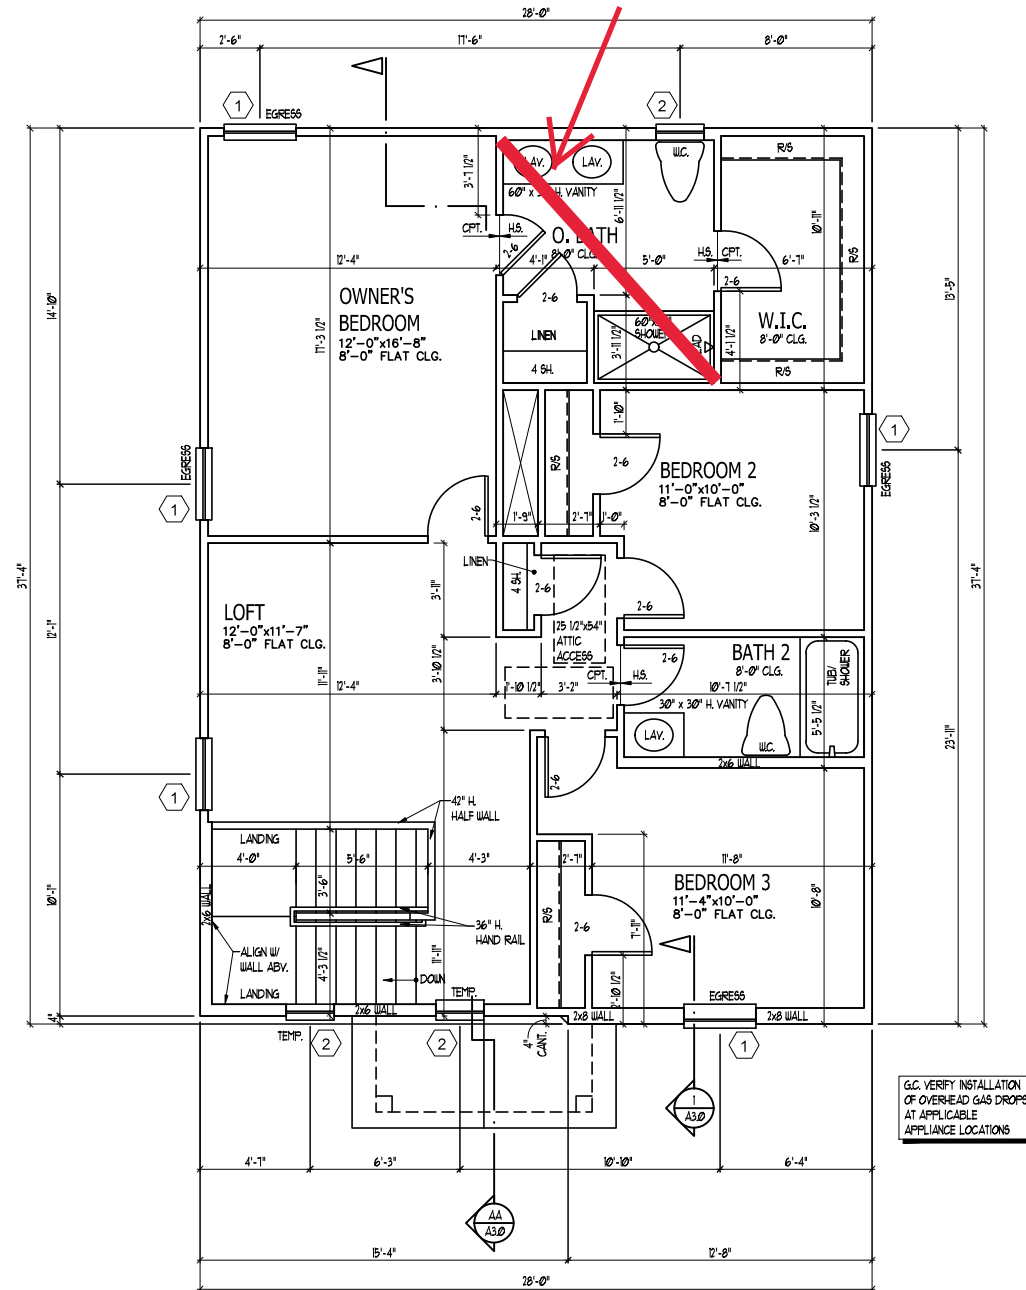 28'-0"
2'-6"
17'-6"
8'-0"
1
EGRESS
2
LAV.
LAV.
W.C.
R/S
60" x
H. VANITY
3'-7 1/2"
6'-11 1/2"
10'-11"
CPT.
H.S.
2-6
O. BATH
8'-0" CLG.
H.S.
CPT.
R/S
12'-4"
4'-1"
5'-0"
6'-7"
2-6
2-6
13'-5"
14'-10"
OWNER'S
BEDROOM
12'-0"x16'-8"
8'-0" FLAT CLG.
11'-3 1/2"
LINEN
4 SH.
SHOWER
3'-11 1/2"
4'-1 1/2"
W.I.C.
8'-0" CLG.
R/S
1'-10"
1
EGRESS
EGRESS
1
R/S
2-6
BEDROOM 2
11'-0"x10'-0"
8'-0" FLAT CLG.
10'-3 1/2"
2-6
1'-9"
2'-7"
1'-0"
37'-4"
37'-4"
LINEN
4 SH.
2-6
2-6
3'-11"
LOFT
12'-0"x11'-7"
8'-0" FLAT CLG.
12'-1"
25 1/2"x54"
ATTIC
ACCESS
2-6
BATH 2
8'-0" CLG.
TUB/
SHOWER
3'-10 1/2"
11'-11"
CPT.
H.S.
12'-4"
1'-10 1/2"
3'-2"
10'-7 1/2"
30" x 30" H. VANITY
5'-5 1/2"
LAV.
W.C.
2x6 WALL
23'-11"
1
2-6
42" H.
HALF WALL
LANDING
4'-0"
5'-6"
4'-3"
2'-7"
11'-8"
2x6 WALL
3'-6"
BEDROOM 3
11'-4"x10'-0"
8'-0" FLAT CLG.
10'-8"
10'-1"
R/S
2-6
7'-11"
36" H.
HAND RAIL
ALIGN W/
WALL ABV.
4'-3 1/2"
11'-11"
DOWN
LANDING
TEMP.
2'-10 1/2"
EGRESS
4"
2x6 WALL
2x8 WALL
2x8 WALL
TEMP.
2
2
4"
CANT.
1
G.C. VERIFY INSTALLATION
OF OVERHEAD GAS DROPS
AT APPLICABLE
APPLIANCE LOCATIONS
1
A3.0
4'-7"
6'-3"
10'-10"
6'-4"
AA
A3.0
15'-4"
12'-8"
28'-0"